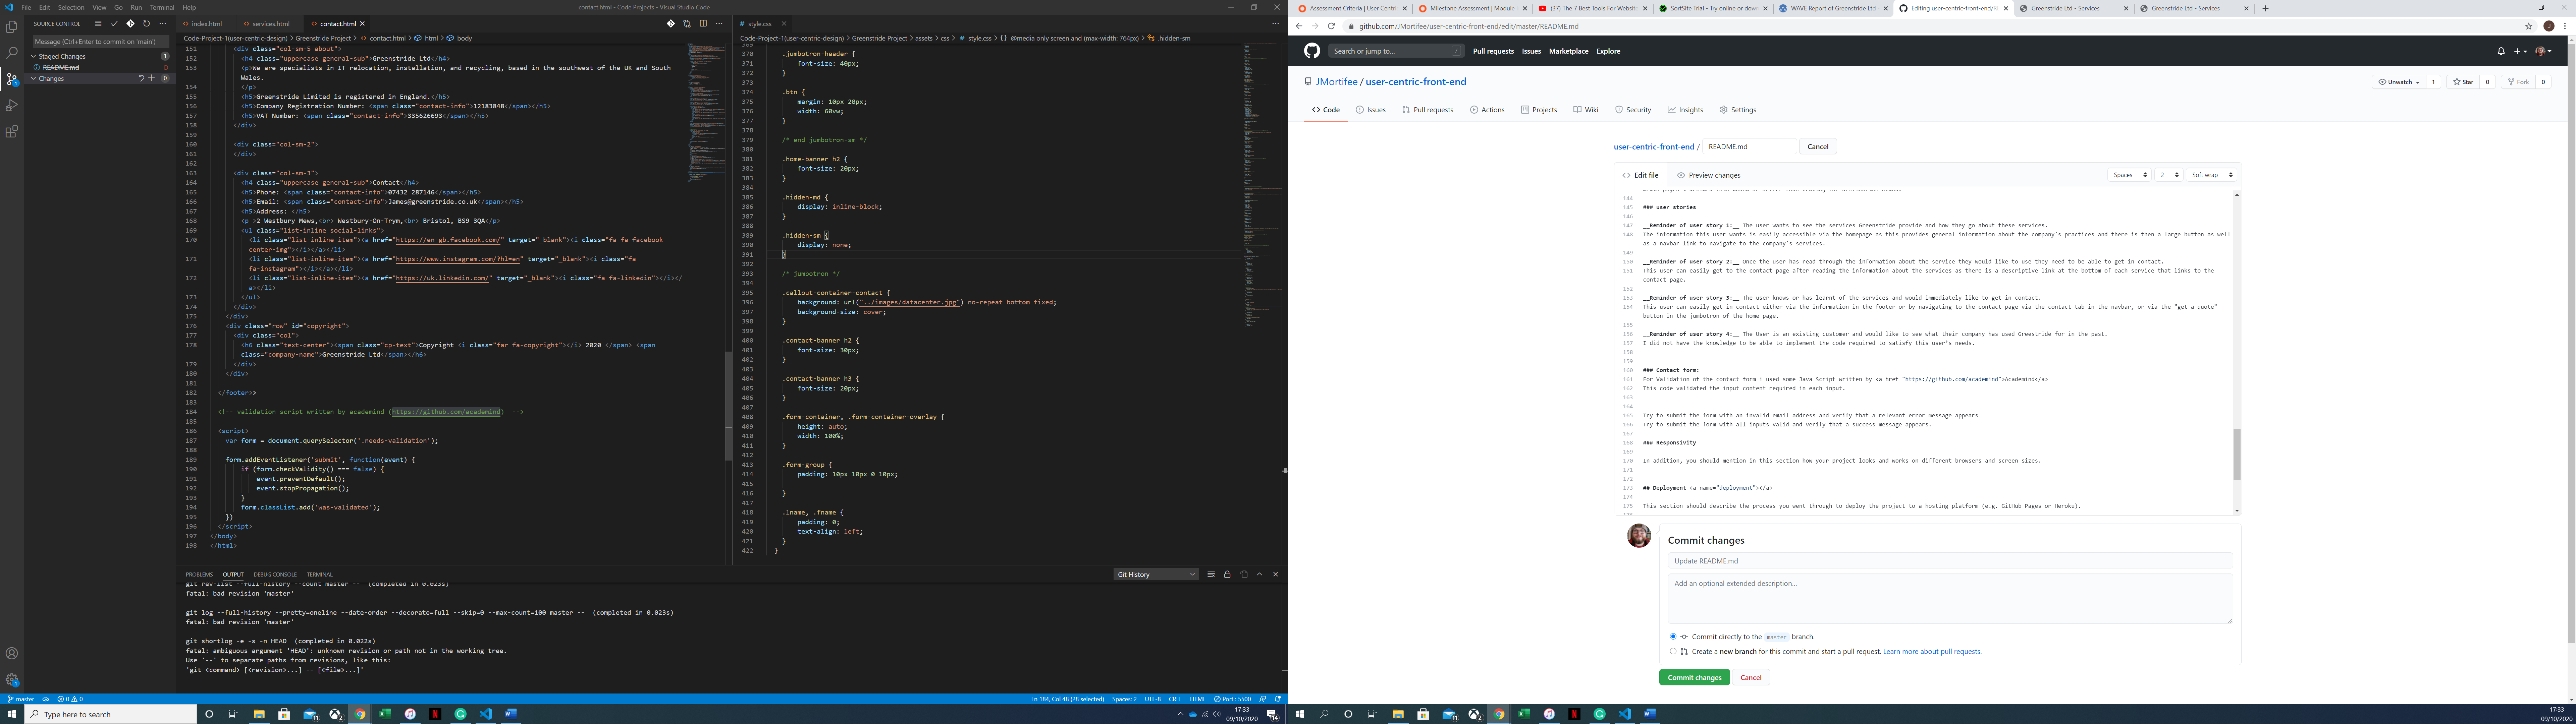 File Edit Selection View Go Run Terminal Help
contact.html - Code Projects - Visual Studio Code
SOURCE CONTROL
Message (Ctrl+Enter to commit on 'main')
Staged Changes 1
README.md
Changes 0
index.html services.html contact.html
Code-Project-1(user-centric-design) > Greenstride Project > contact.html > html > body
151 <div class="col-sm-5 about">
152 <h4 class="uppercase general-sub">Greenstride Ltd</h4>
153 <p>We are specialists in IT relocation, installation, and recycling, based in the southwest of the UK and South
Wales.
154 </p>
155 <h5>Greenstride Limited is registered in England.</h5>
156 <h5>Company Registration Number: <span class="contact-info">12183848</span></h5>
157 <h5>VAT Number: <span class="contact-info">335626693</span></h5>
158 </div>
159
160 <div class="col-sm-2">
161 </div>
162
163 <div class="col-sm-3">
164 <h4 class="uppercase general-sub">Contact</h4>
165 <h5>Phone: <span class="contact-info">07432 287146</span></h5>
166 <h5>Email: <span class="contact-info">James@greenstride.co.uk</span></h5>
167 <h5>Address: </h5>
168 <p >2 Westbury Mews,<br> Westbury-On-Trym,<br> Bristol, BS9 3QA</p>
169 <ul class="list-inline social-links">
170 <li class="list-inline-item"><a href="https://en-gb.facebook.com/" target="_blank"><i class="fa fa-facebook
center-img"></i></a></li>
171 <li class="list-inline-item"><a href="https://www.instagram.com/?hl=en" target="_blank"><i class="fa
fa-instagram"></i></a></li>
172 <li class="list-inline-item"><a href="https://uk.linkedin.com/" target="_blank"><i class="fa fa-linkedin"></i></
a></li>
173 </ul>
174 </div>
175 </div>
176 <div class="row" id="copyright">
177 <div class="col">
178 <h6 class="text-center"><span class="cp-text">Copyright <i class="far fa-copyright"></i> 2020 </span> <span
class="company-name">Greenstride Ltd</span></h6>
179 </div>
180 </div>
181
182 </footer>>
183
184 <!-- validation script written by academind (https://github.com/academind) -->
185
186 <script>
187 var form = document.querySelector('.needs-validation');
188
189 form.addEventListener('submit', function(event) {
190 if (form.checkValidity() === false) {
191 event.preventDefault();
192 event.stopPropagation();
193 }
194 form.classList.add('was-validated');
195 })
196 </script>
197 </body>
198 </html>
style.css
Code-Project-1(user-centric-design) > Greenstride Project > assets > css > style.css > {} @media only screen and (max-width: 764px) > .hidden-sm
369
370 .jumbotron-header {
371 font-size: 40px;
372 }
373
374 .btn {
375 margin: 10px 20px;
376 width: 60vw;
377 }
378
379 /* end jumbotron-sm */
380
381 .home-banner h2 {
382 font-size: 20px;
383 }
384
385 .hidden-md {
386 display: inline-block;
387 }
388
389 .hidden-sm {
390 display: none;
391 }
392
393 /* jumbotron */
394
395 .callout-container-contact {
396 background: url("../images/datacenter.jpg") no-repeat bottom fixed;
397 background-size: cover;
398 }
399
400 .contact-banner h2 {
401 font-size: 30px;
402 }
403
404 .contact-banner h3 {
405 font-size: 20px;
406 }
407
408 .form-container, .form-container-overlay {
409 height: auto;
410 width: 100%;
411 }
412
413 .form-group {
414 padding: 10px 10px 0 10px;
415
416 }
417
418 .lname, .fname {
419 padding: 0;
420 text-align: left;
421 }
422 }
PROBLEMS OUTPUT DEBUG CONSOLE TERMINAL
Git History
git rev-list --full-history --count master -- (completed in 0.023s)
fatal: bad revision 'master'
git log --full-history --pretty=oneline --date-order --decorate=full --skip=0 --max-count=100 master -- (completed in 0.023s)
fatal: bad revision 'master'
git shortlog -e -s -n HEAD (completed in 0.022s)
fatal: ambiguous argument 'HEAD': unknown revision or path not in the working tree.
Use '--' to separate paths from revisions, like this:
'git <command> [<revision>...] -- [<file>...]'
master 0 0 Ln 184, Col 48 (28 selected) Spaces: 2 UTF-8 CRLF HTML Port : 5500
Type here to search
17:33
09/10/2020
Assessment Criteria | User Centri
Milestone Assessment | Module
(37) The 7 Best Tools For Website
SortSite Trial - Try online or down
WAVE Report of Greenstride Ltd
Editing user-centric-front-end/RE
Greenstride Ltd - Services
Greenstride Ltd - Services
github.com/JMortifee/user-centric-front-end/edit/master/README.md
Search or jump to... / Pull requests Issues Marketplace Explore
JMortifee / user-centric-front-end
Unwatch 1 Star 0 Fork 0
Code Issues Pull requests Actions Projects Wiki Security Insights Settings
user-centric-front-end / README.md Cancel
Edit file Preview changes Spaces 2 Soft wrap
144
145 ### user stories
146
147 __Reminder of user story 1:__ The user wants to see the services Greenstride provide and how they go about these services.
148 The information this user wants is easily accessible via the homepage as this provides general information about the company's practices and there is then a large button as well
as a navbar link to navigate to the company's services.
149
150 __Reminder of user story 2:__ Once the user has read through the information about the service they would like to use they need to be able to get in contact.
151 This user can easily get to the contact page after reading the information about the services as there is a descriptive link at the bottom of each service that links to the
contact page.
152
153 __Reminder of user story 3:__ The user knows or has learnt of the services and would immediately like to get in contact.
154 This user can easily get in contact either via the information in the footer or by navigating to the contact page via the contact tab in the navbar, or via the "get a quote"
button in the jumbotron of the home page.
155
156 __Reminder of user story 4:__ The User is an existing customer and would like to see what their company has used Greestride for in the past.
157 I did not have the knowledge to be able to implement the code required to satisfy this user's needs.
158
159
160 ### Contact form:
161 For Validation of the contact form i used some Java Script written by <a href="https://github.com/academind">Academind</a>
162 This code validated the input content required in each input.
163
164
165 Try to submit the form with an invalid email address and verify that a relevant error message appears
166 Try to submit the form with all inputs valid and verify that a success message appears.
167
168 ### Responsivity
169
170 In addition, you should mention in this section how your project looks and works on different browsers and screen sizes.
171
172
173 ## Deployment <a name="deployment"></a>
174
175 This section should describe the process you went through to deploy the project to a hosting platform (e.g. GitHub Pages or Heroku).
Commit changes
Update README.md
Add an optional extended description...
Commit directly to the master branch.
Create a new branch for this commit and start a pull request. Learn more about pull requests.
Commit changes Cancel
17:33
09/10/2020